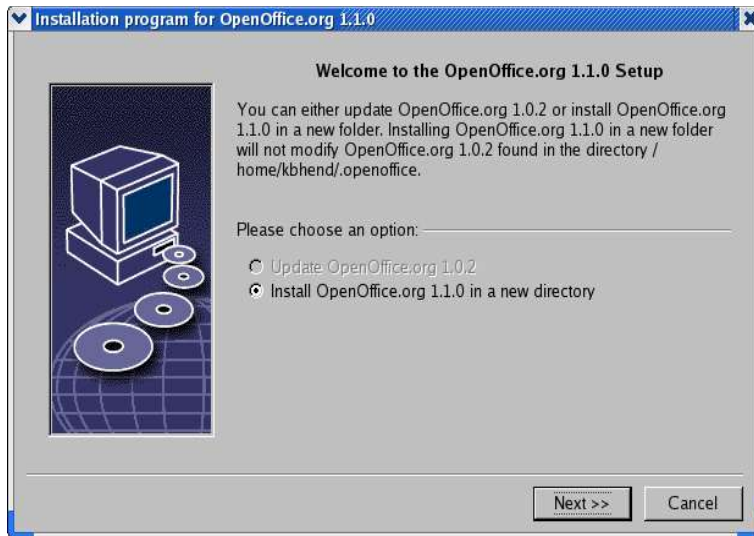 Installation program for OpenOffice.org 1.1.0
Welcome to the OpenOffice.org 1.1.0 Setup
You can either update OpenOffice.org 1.0.2 or install OpenOffice.org
1.1.0 in a new folder. Installing OpenOffice.org 1.1.0 in a new folder
will not modify OpenOffice.org 1.0.2 found in the directory /
home/kbhend/.openoffice.
Please choose an option:
Update OpenOffice.org 1.0.2
Install OpenOffice.org 1.1.0 in a new directory
Next >>
Cancel